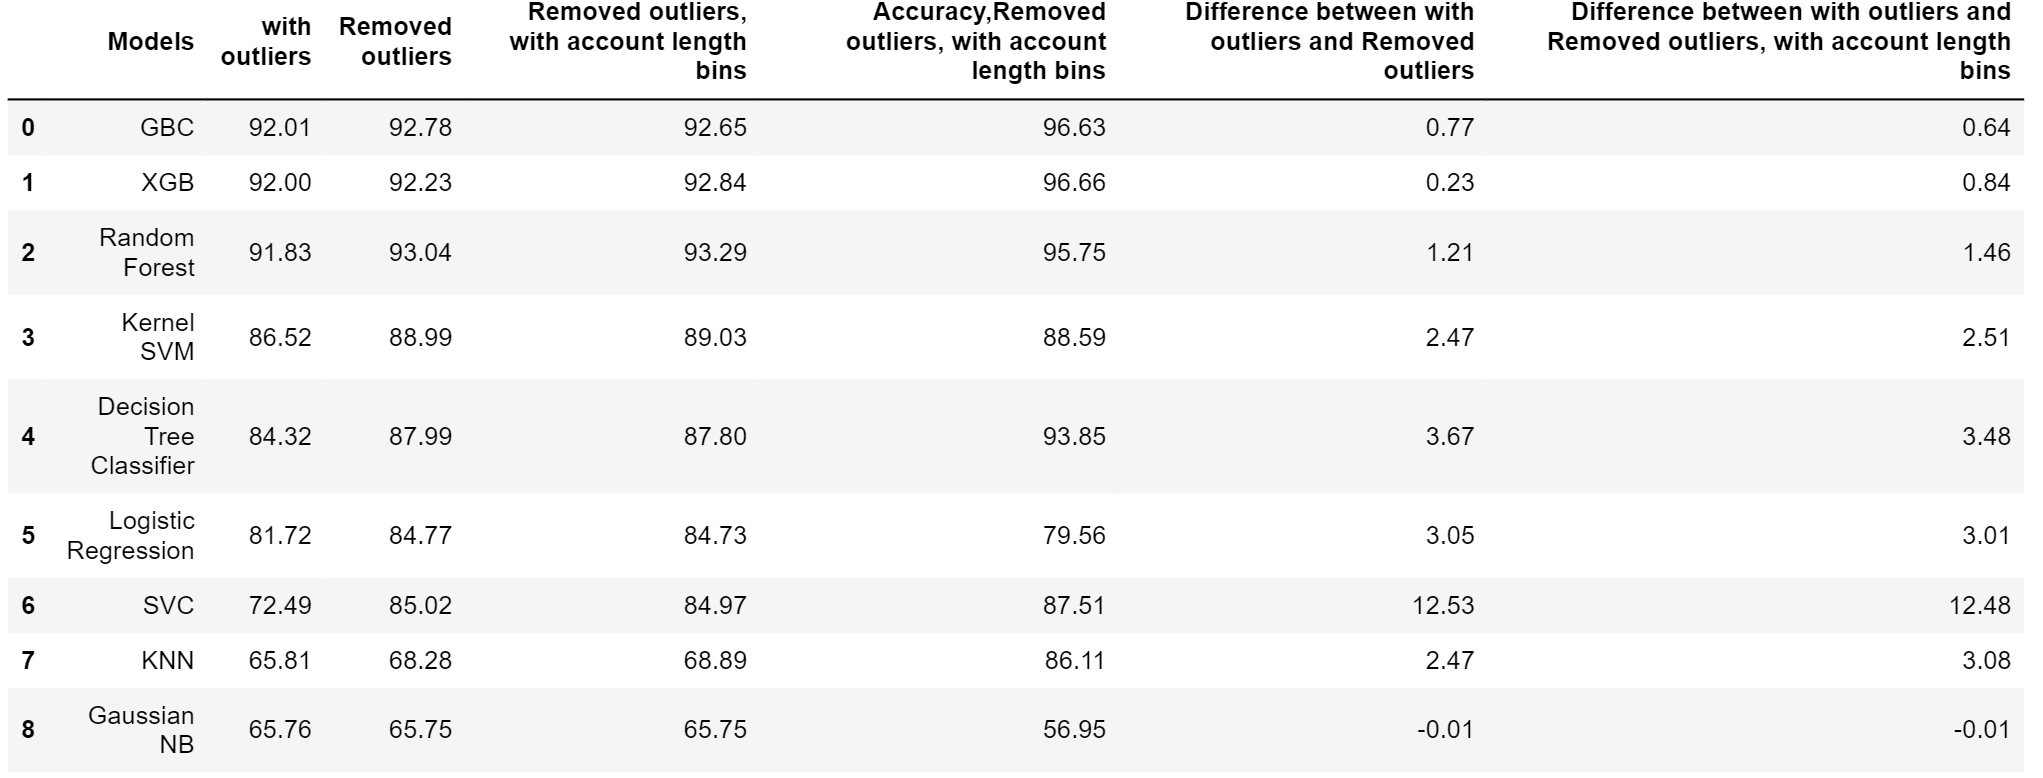 Models with outliers Removed outliers Removed outliers, with account length bins Accuracy,Removed outliers, with account length bins Difference between with outliers and Removed outliers Difference between with outliers and Removed outliers, with account length bins
0 GBC 92.01 92.78 92.65 96.63 0.77 0.64
1 XGB 92.00 92.23 92.84 96.66 0.23 0.84
2 Random Forest 91.83 93.04 93.29 95.75 1.21 1.46
3 Kernel SVM 86.52 88.99 89.03 88.59 2.47 2.51
4 Decision Tree Classifier 84.32 87.99 87.80 93.85 3.67 3.48
5 Logistic Regression 81.72 84.77 84.73 79.56 3.05 3.01
6 SVC 72.49 85.02 84.97 87.51 12.53 12.48
7 KNN 65.81 68.28 68.89 86.11 2.47 3.08
8 Gaussian NB 65.76 65.75 65.75 56.95 -0.01 -0.01